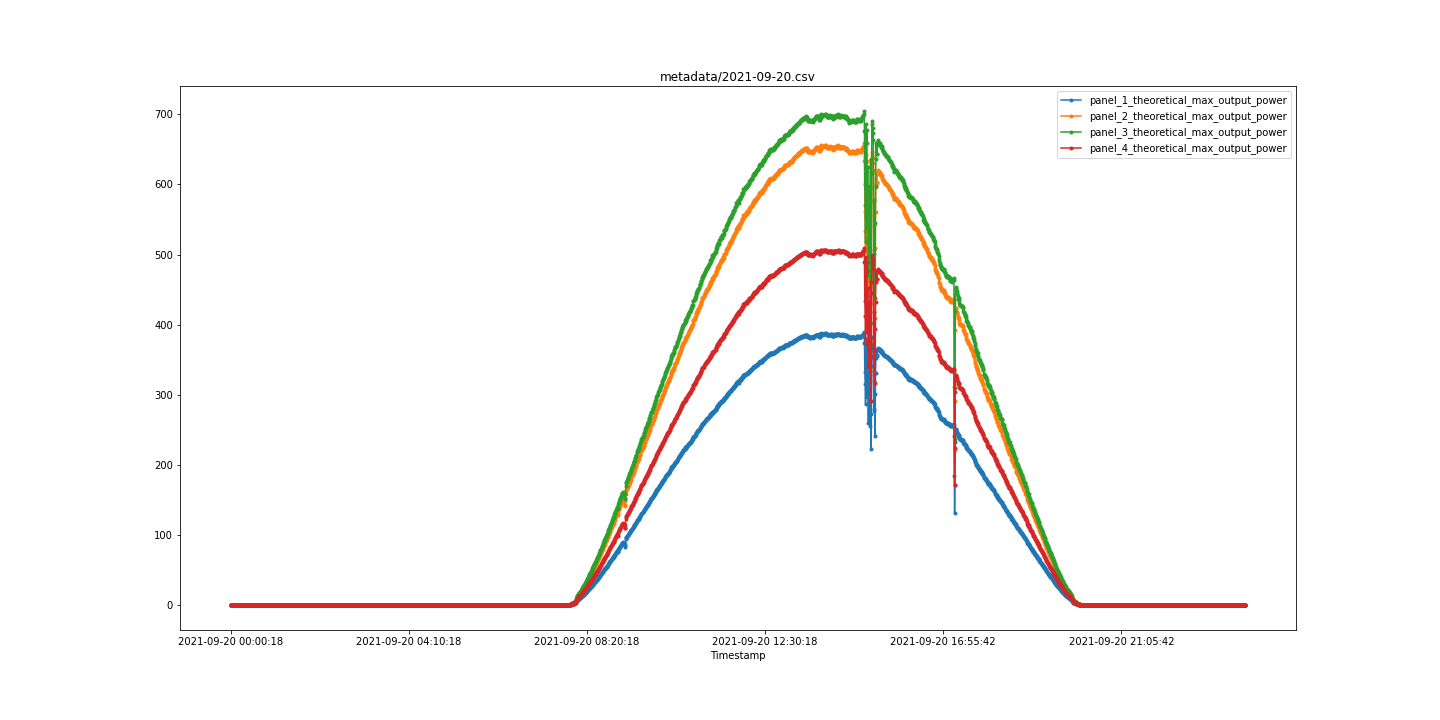 metadata/2021-09-20.csv
panel_1_theoretical_max_output_power
panel_2_theoretical_max_output_power
panel_3_theoretical_max_output_power
panel_4_theoretical_max_output_power
700
600
500
400
300
200
100
0
2021-09-20 00:00:18 2021-09-20 04:10:18 2021-09-20 08:20:18 2021-09-20 12:30:18 2021-09-20 16:55:42 2021-09-20 21:05:42
Timestamp